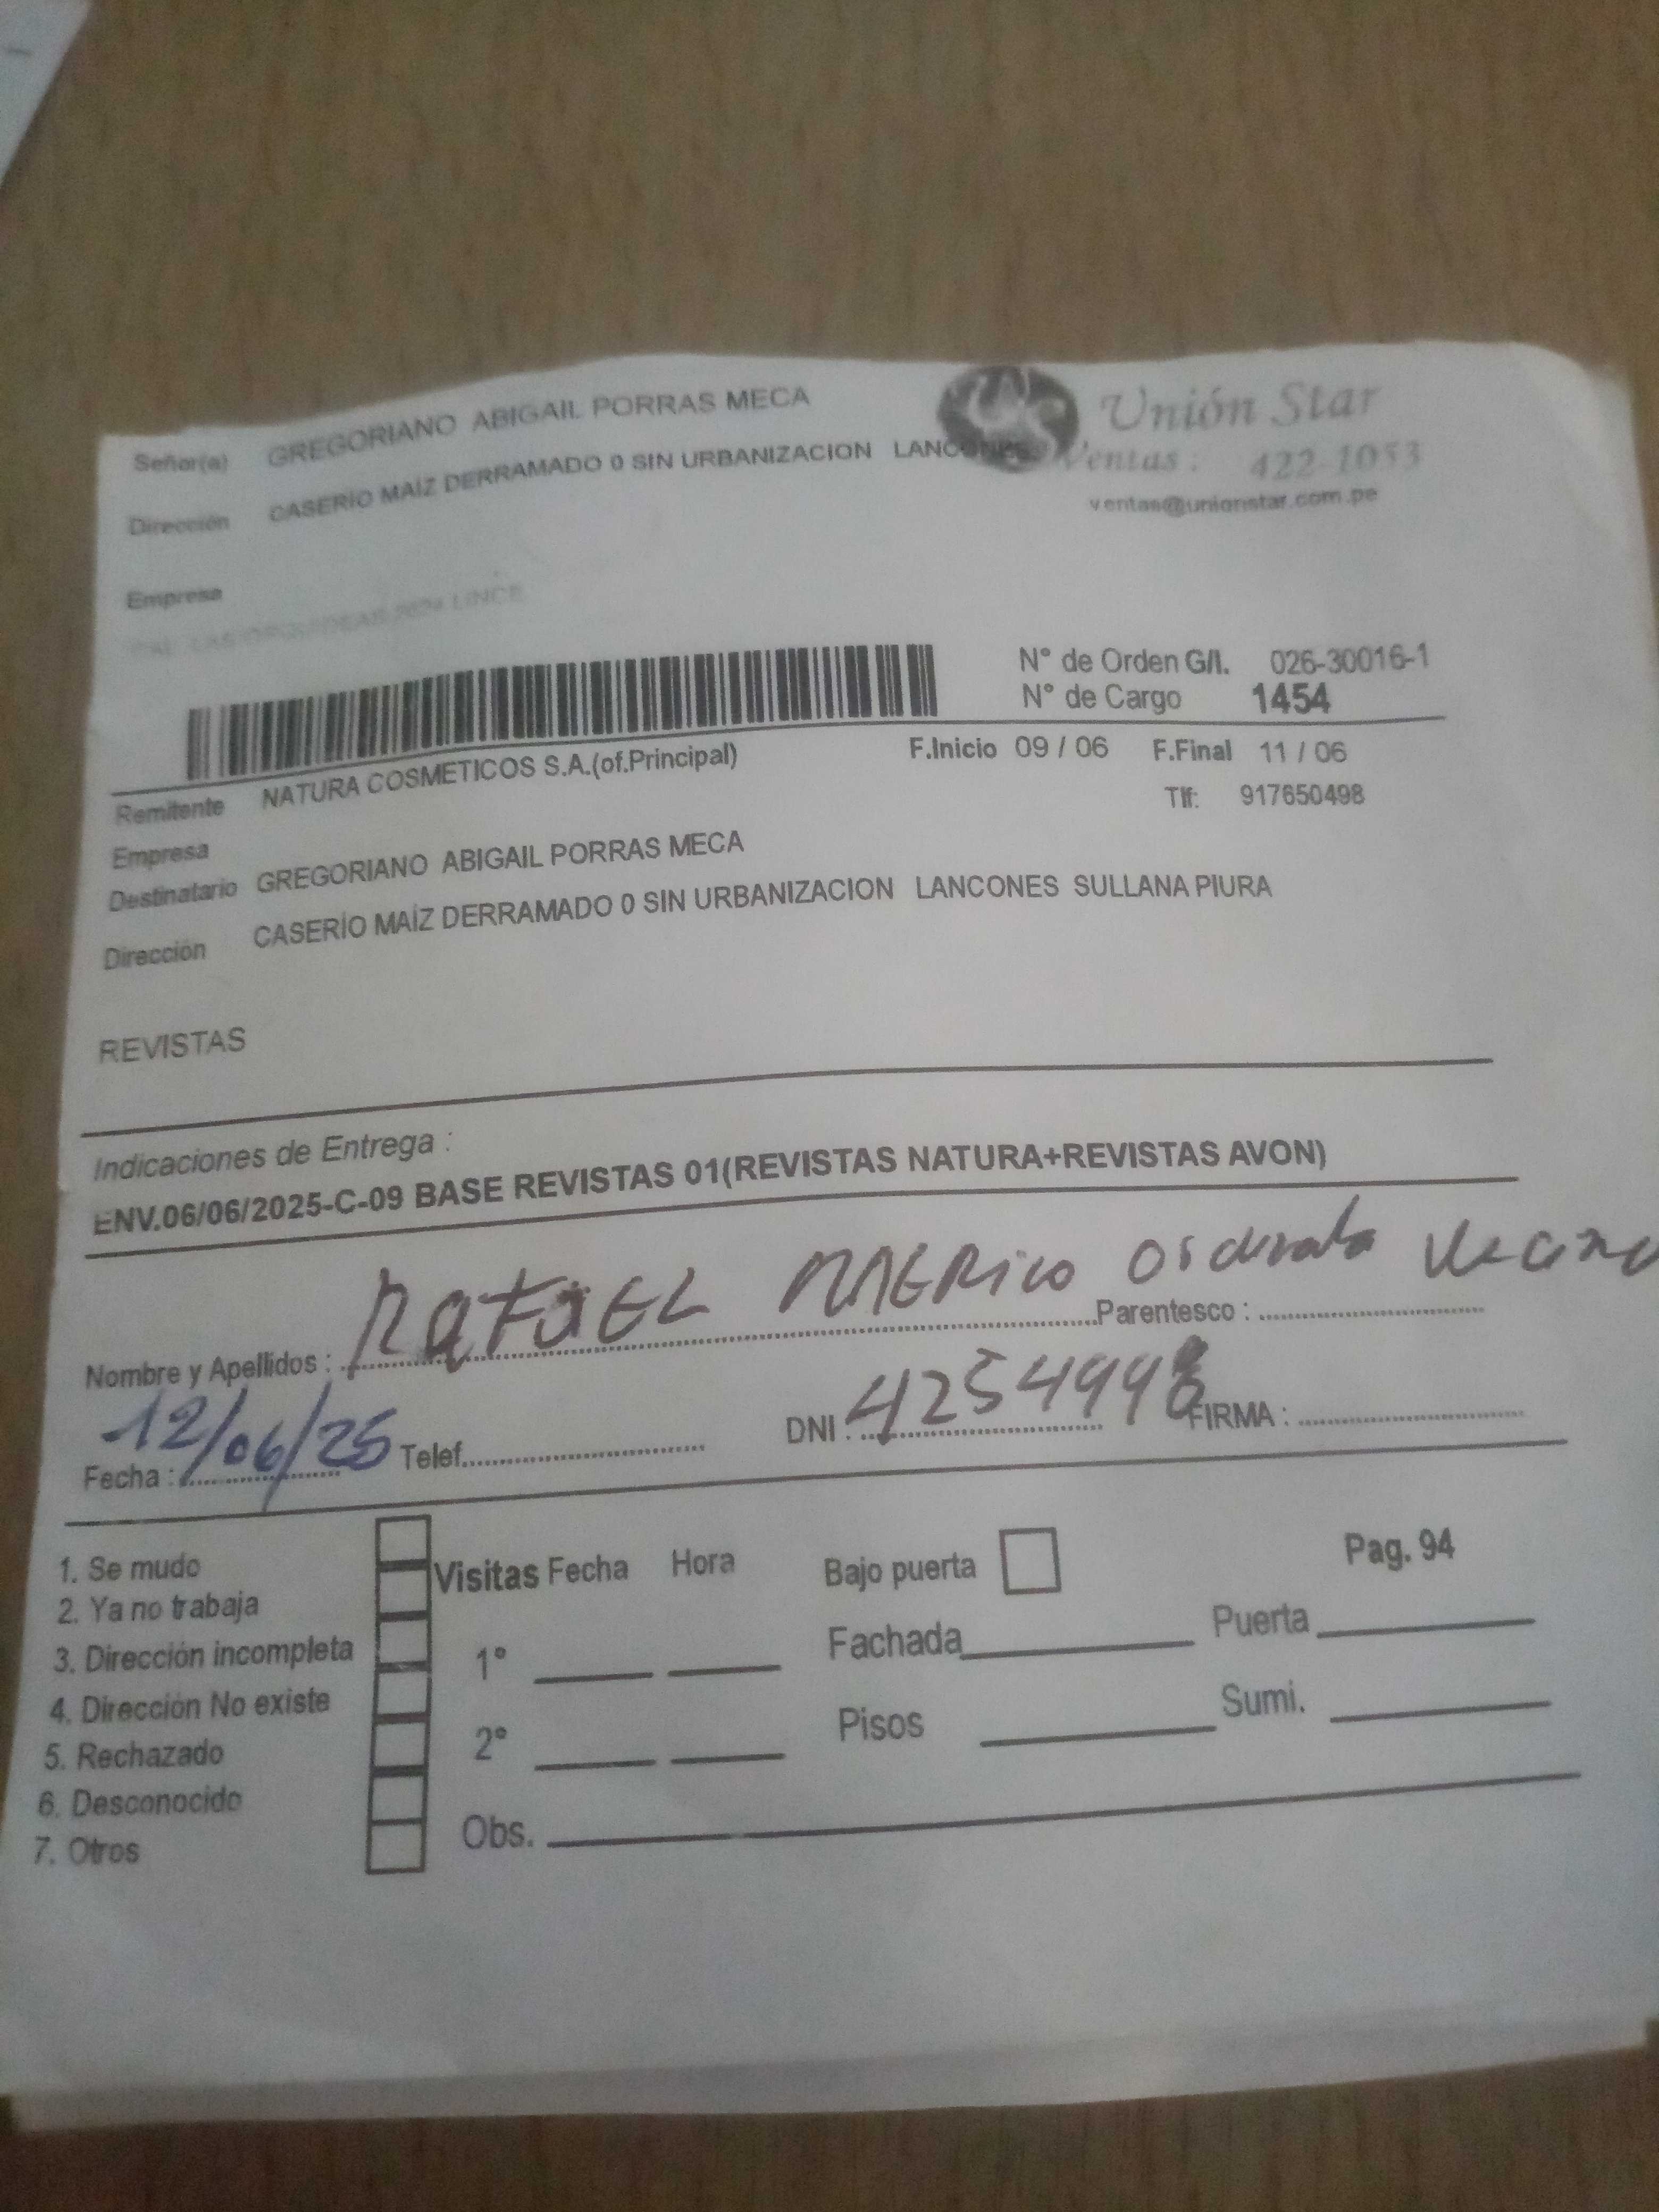 Señor(a) GREGORIANO ABIGAIL PORRAS MECA
Unión Star
Dirección CASERÍO MAÍZ DERRAMADO 0 SIN URBANIZACION LANCONES
Ventas : 422-1053
ventas@unionstar.com.pe
Empresa
LINCE
N° de Orden G/I. 026-30016-1
N° de Cargo 1454
Remitente NATURA COSMETICOS S.A.(of.Principal) F.Inicio 09 / 06 F.Final 11 / 06
Tlf: 917650498
Empresa
Destinatario GREGORIANO ABIGAIL PORRAS MECA
Dirección CASERÍO MAÍZ DERRAMADO 0 SIN URBANIZACION LANCONES SULLANA PIURA
REVISTAS
Indicaciones de Entrega :
ENV.06/06/2025-C-09 BASE REVISTAS 01(REVISTAS NATURA+REVISTAS AVON)
Nombre y Apellidos : RAFAEL Parentesco :
Fecha : 12/06/25 Telef. DNI : FIRMA :
1. Se mudo
2. Ya no trabaja
3. Dirección incompleta
4. Dirección No existe
5. Rechazado
6. Desconocido
7. Otros
Visitas Fecha Hora
1°
2°
Obs.
Bajo puerta
Pag. 94
Fachada Puerta
Pisos Sumi.